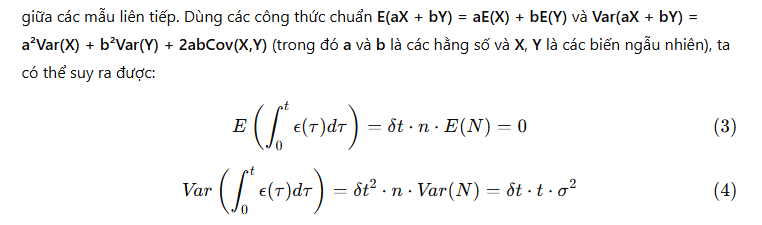 giữa các mẫu liên tiếp. Dùng các công thức chuẩn E(aX + bY) = aE(X) + bE(Y) và Var(aX + bY) =
a²Var(X) + b²Var(Y) + 2abCov(X,Y) (trong đó a và b là các hằng số và X, Y là các biến ngẫu nhiên), ta
có thể suy ra được:
E(∫₀ᵗ ϵ(τ)dτ) = δt · n · E(N) = 0 (3)
Var(∫₀ᵗ ϵ(τ)dτ) = δt² · n · Var(N) = δt · t · σ² (4)